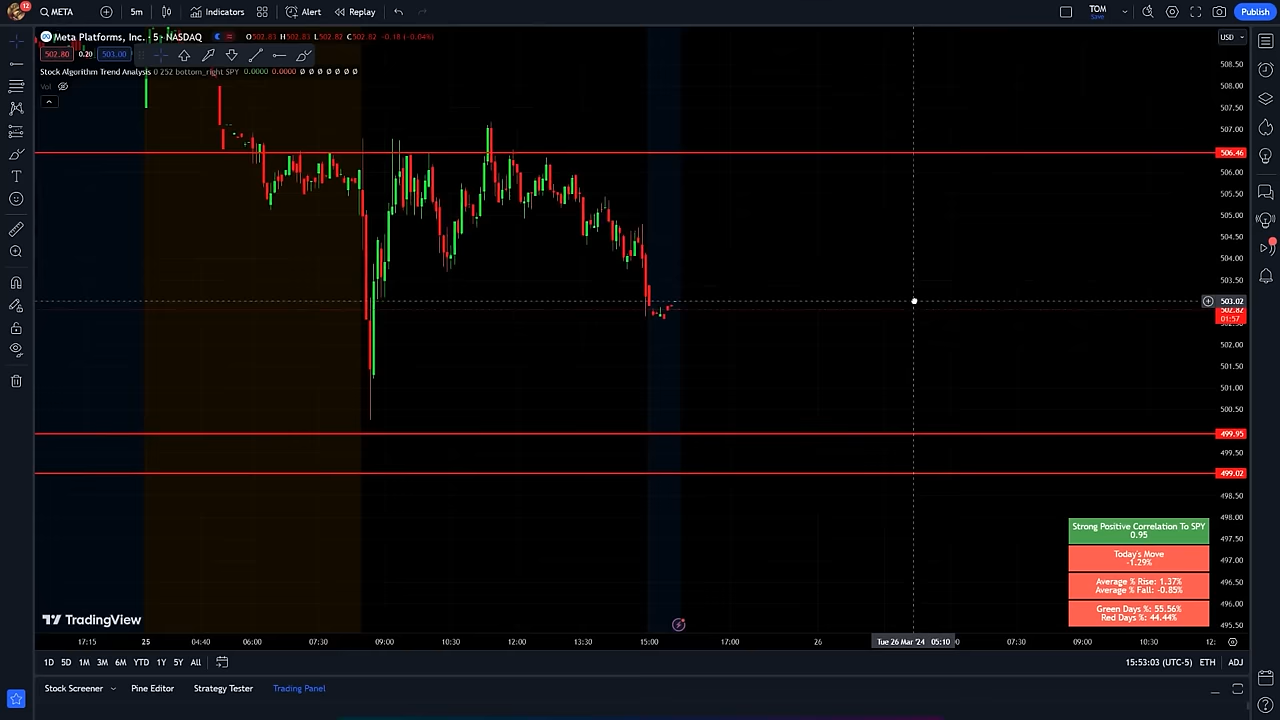 12
META
5m
Indicators
Alert
Replay
TOM
Save
Publish
Meta Platforms, Inc. · 5 · NASDAQ
O502.83 H502.83 L502.82 C502.82 -0.18 (-0.04%)
USD
502.80 0.20 503.00
Stock Algorithm Trend Analysis 0 252 bottom_right SPY 0.0000 0.0000 Ø Ø Ø Ø Ø Ø
Vol
508.50
508.00
507.50
507.00
506.46
506.00
505.50
505.00
504.50
504.00
503.50
503.02
502.82
01:57
502.00
501.50
501.00
500.50
499.95
499.50
499.02
498.50
498.00
497.50
497.00
496.50
496.00
495.50
Strong Positive Correlation To SPY
0.95
Today's Move
-1.29%
Average % Rise: 1.37%
Average % Fall: -0.85%
Green Days %: 55.56%
Red Days %: 44.44%
TradingView
17:15 25 04:40 06:00 07:30 09:00 10:30 12:00 13:30 15:00 17:00 26 Tue 26 Mar '24 05:10 07:30 09:00 10:30 12:
1D 5D 1M 3M 6M YTD 1Y 5Y All
15:53:03 (UTC-5) ETH ADJ
Stock Screener Pine Editor Strategy Tester Trading Panel